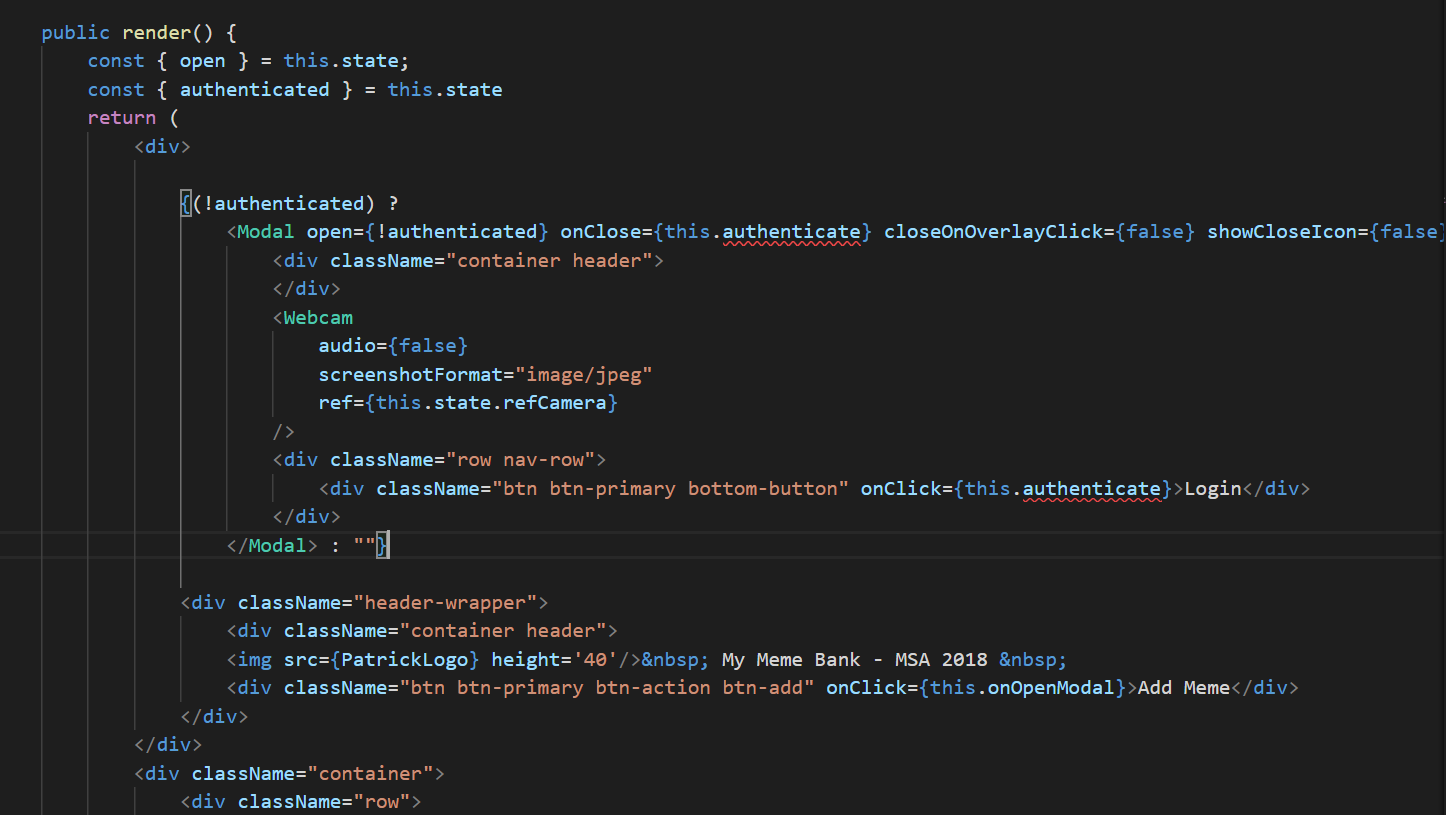 public render() {
const { open } = this.state;
const { authenticated } = this.state
return (
<div>
{(!authenticated) ?
<Modal open={!authenticated} onClose={this.authenticate} closeOnOverlayClick={false} showCloseIcon={false}
<div className="container header">
</div>
<Webcam
audio={false}
screenshotFormat="image/jpeg"
ref={this.state.refCamera}
/>
<div className="row nav-row">
<div className="btn btn-primary bottom-button" onClick={this.authenticate}>Login</div>
</div>
</Modal> : ""}
<div className="header-wrapper">
<div className="container header">
<img src={PatrickLogo} height='40'/>&nbsp; My Meme Bank - MSA 2018 &nbsp;
<div className="btn btn-primary btn-action btn-add" onClick={this.onOpenModal}>Add Meme</div>
</div>
</div>
<div className="container">
<div className="row">